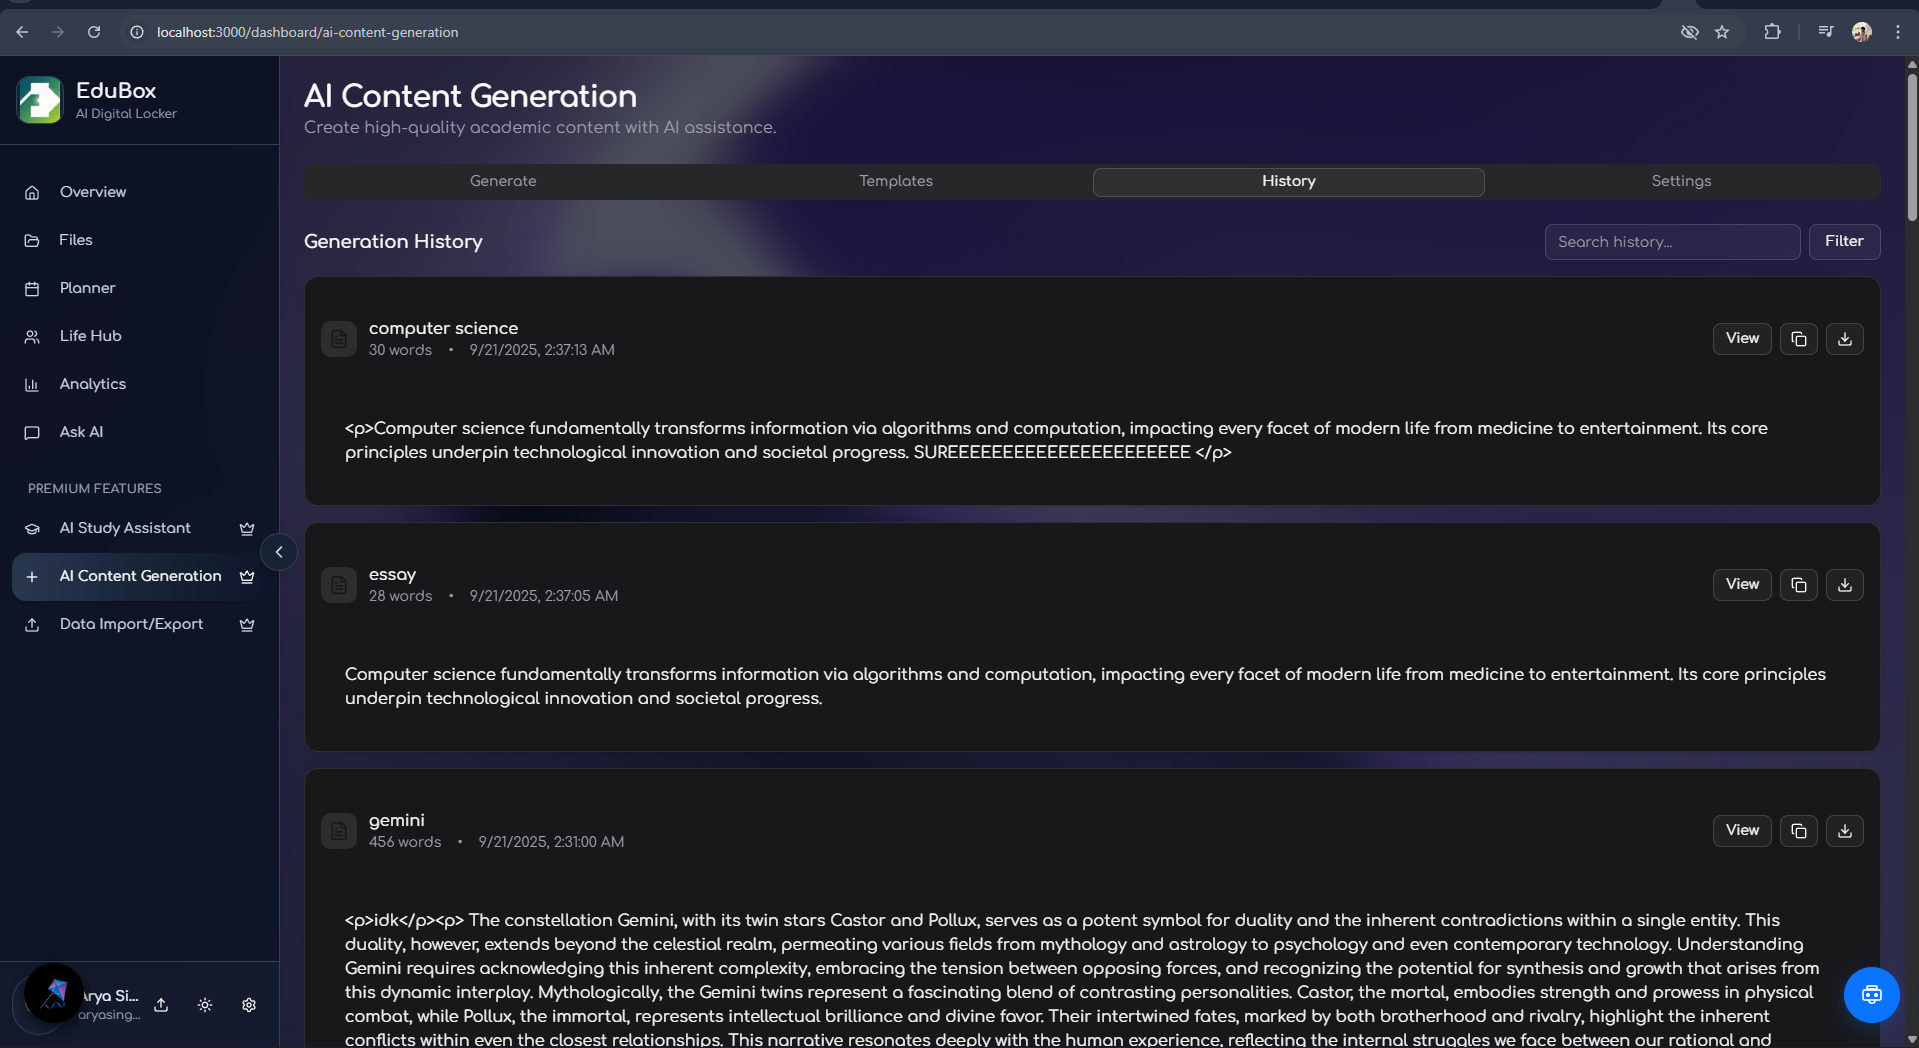 localhost:3000/dashboard/ai-content-generation
EduBox
AI Digital Locker
Overview
Files
Planner
Life Hub
Analytics
Ask AI
PREMIUM FEATURES
AI Study Assistant
AI Content Generation
Data Import/Export
Arya Si...
aryasing...
AI Content Generation
Create high-quality academic content with AI assistance.
Generate Templates History Settings
Generation History
Search history...
Filter
computer science
30 words • 9/21/2025, 2:37:13 AM
View
<p>Computer science fundamentally transforms information via algorithms and computation, impacting every facet of modern life from medicine to entertainment. Its core
principles underpin technological innovation and societal progress. SUREEEEEEEEEEEEEEEEEEEEEE </p>
essay
28 words • 9/21/2025, 2:37:05 AM
View
Computer science fundamentally transforms information via algorithms and computation, impacting every facet of modern life from medicine to entertainment. Its core principles
underpin technological innovation and societal progress.
gemini
456 words • 9/21/2025, 2:31:00 AM
View
<p>idk</p><p> The constellation Gemini, with its twin stars Castor and Pollux, serves as a potent symbol for duality and the inherent contradictions within a single entity. This
duality, however, extends beyond the celestial realm, permeating various fields from mythology and astrology to psychology and even contemporary technology. Understanding
Gemini requires acknowledging this inherent complexity, embracing the tension between opposing forces, and recognizing the potential for synthesis and growth that arises from
this dynamic interplay. Mythologically, the Gemini twins represent a fascinating blend of contrasting personalities. Castor, the mortal, embodies strength and prowess in physical
combat, while Pollux, the immortal, represents intellectual brilliance and divine favor. Their intertwined fates, marked by both brotherhood and rivalry, highlight the inherent
conflicts within even the closest relationships. This narrative resonates deeply with the human experience, reflecting the internal struggles we face between our rational and